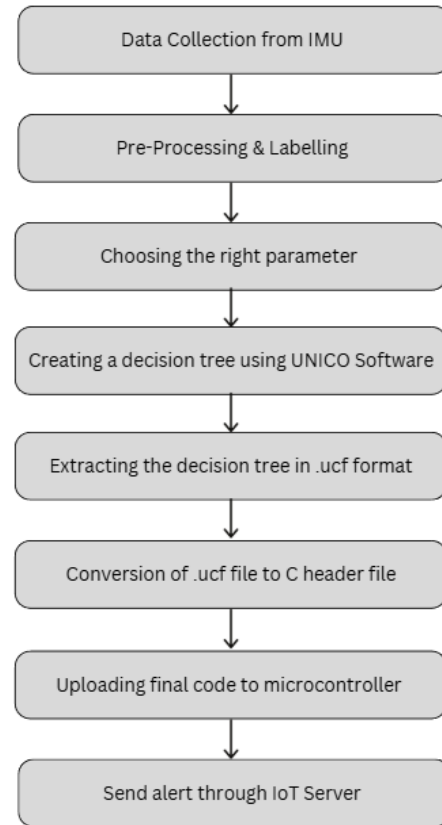 Data Collection from IMU
Pre-Processing & Labelling
Choosing the right parameter
Creating a decision tree using UNICO Software
Extracting the decision tree in .ucf format
Conversion of .ucf file to C header file
Uploading final code to microcontroller
Send alert through IoT Server